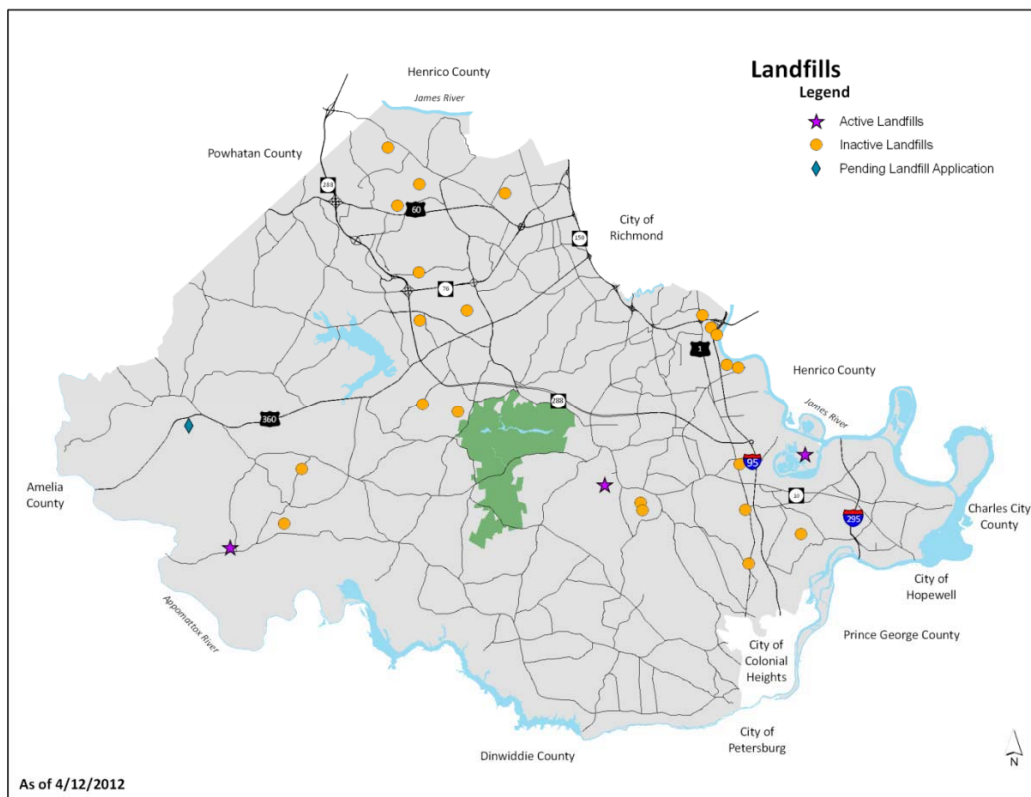 Landfills
Legend
Active Landfills
Inactive Landfills
Pending Landfill Application
Henrico County
James River
Powhatan County
288
60
City of
Richmond
150
76
1
Henrico County
James River
360
288
95
10
295
Amelia
County
Charles City
County
City of
Hopewell
Appomattox River
Prince George County
City of
Colonial
Heights
City of
Petersburg
Dinwiddie County
N
As of 4/12/2012